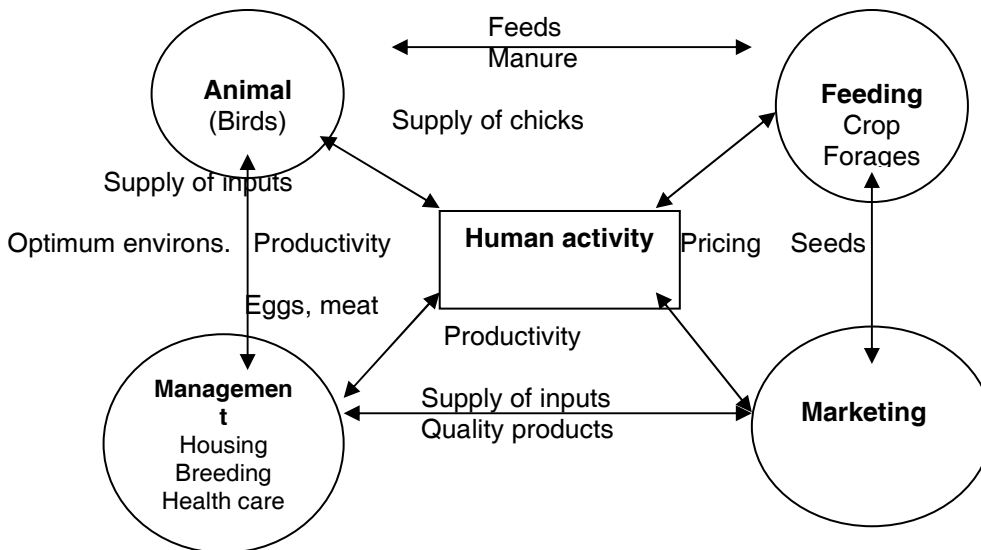 Feeds
Manure
Animal
(Birds)
Feeding
Crop
Forages
Supply of chicks
Supply of inputs
Human activity
Optimum environs.
Productivity
Pricing
Seeds
Eggs, meat
Productivity
Managemen
t
Housing
Breeding
Health care
Supply of inputs
Quality products
Marketing